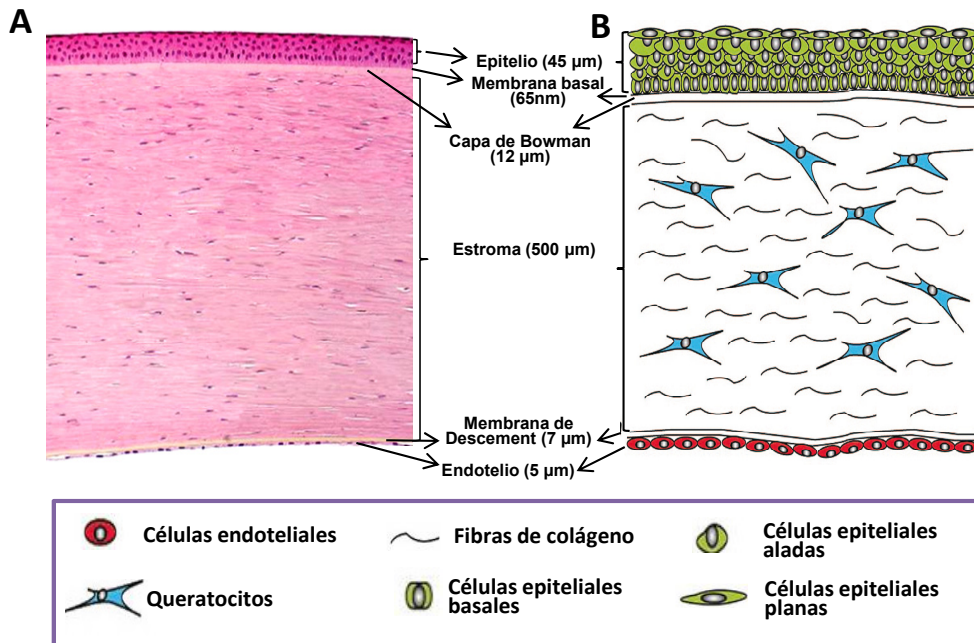 A
B
Epitelio (45 µm)
Membrana basal
(65nm)
Capa de Bowman
(12 µm)
Estroma (500 µm)
Membrana de
Descement (7 µm)
Endotelio (5 µm)
Células endoteliales
Fibras de colágeno
Células epiteliales
aladas
Queratocitos
Células epiteliales
basales
Células epiteliales
planas